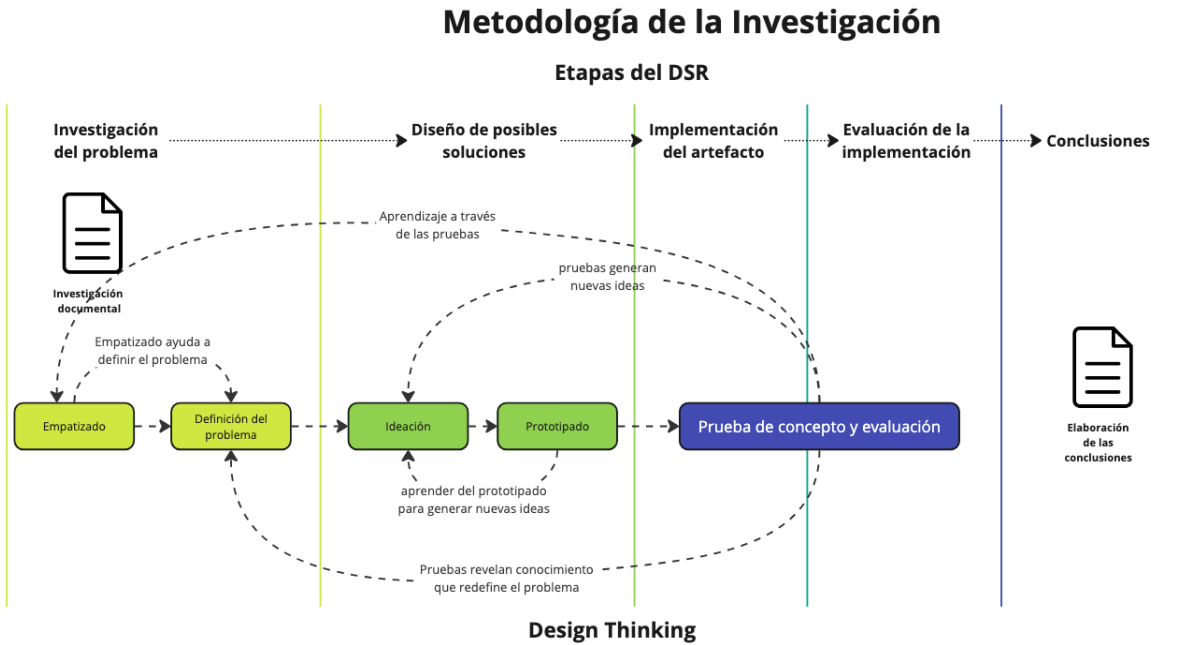 Metodología de la Investigación
Etapas del DSR
Investigación
del problema
Diseño de posibles
soluciones
Implementación
del artefacto
Evaluación de la
implementación
Conclusiones
Investigación
documental
Aprendizaje a través
de las pruebas
pruebas generan
nuevas ideas
Empatizado ayuda a
definir el problema
Empatizado
Definición del
problema
Ideación
Prototipado
Prueba de concepto y evaluación
aprender del prototipado
para generar nuevas ideas
Elaboración
de las
conclusiones
Pruebas revelan conocimiento
que redefine el problema
Design Thinking